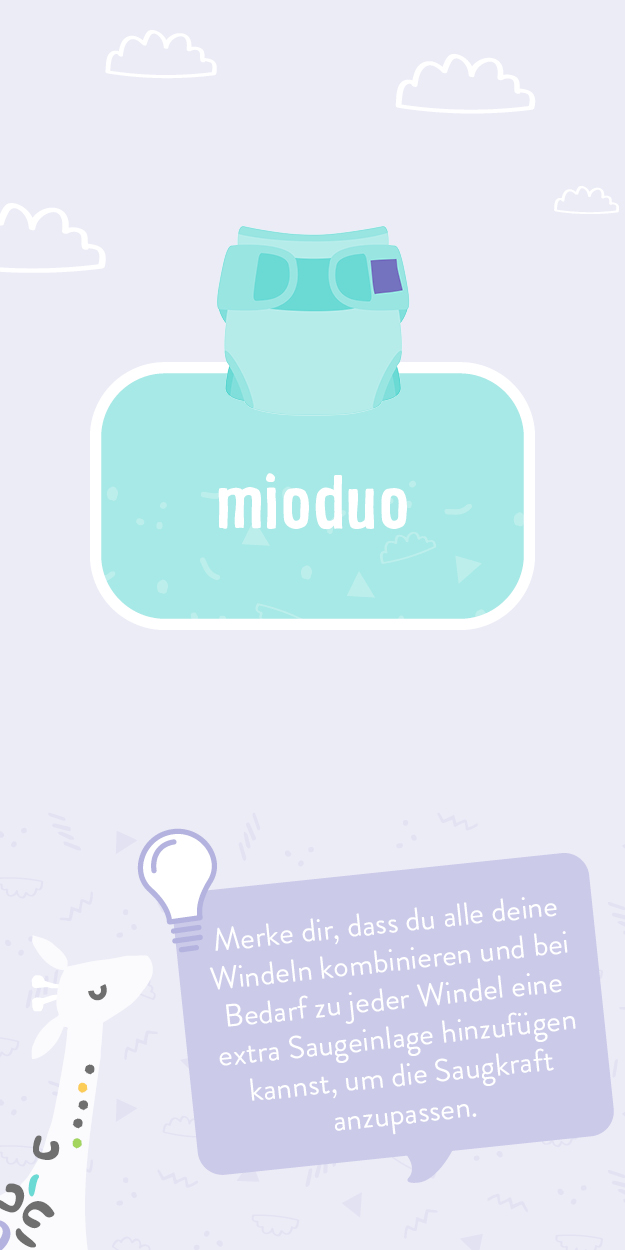 mioduo
Merke dir, dass du alle deine
Windeln kombinieren und bei
Bedarf zu jeder Windel eine
extra Saugeinlage hinzufügen
kannst, um die Saugkraft
anzupassen.